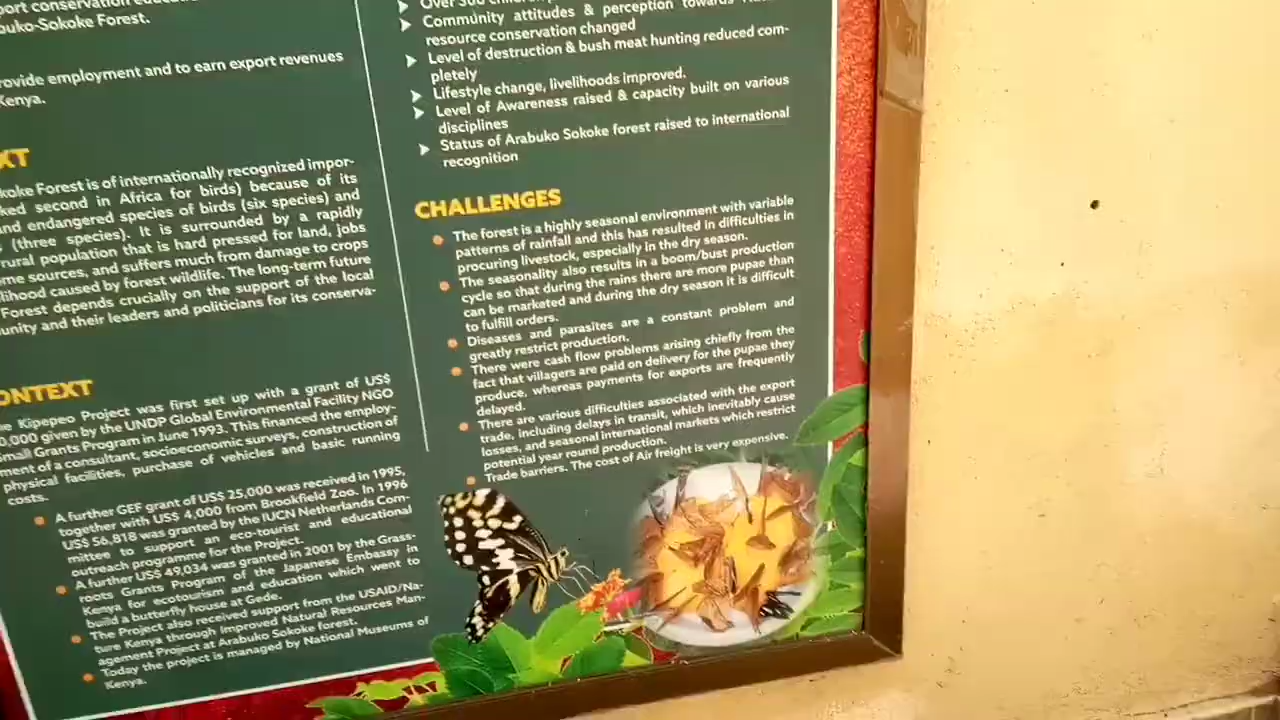 port conservation
buko-Sokoke Forest.
rovide employment and to earn export revenues
Kenya.
XT
koke Forest is of internationally recognized impor-
ked second in Africa for birds) because of its
nd endangered species of birds (six species) and
(three species). It is surrounded by a rapidly
rural population that is hard pressed for land, jobs
me sources, and suffers much from damage to crops
lihood caused by forest wildlife. The long-term future
Forest depends crucially on the support of the local
unity and their leaders and politicians for its conserva-
ONTEXT
e Kipepeo Project was first set up with a grant of US$
0,000 given by the UNDP Global Environmental Facility NGO
Small Grants Program in June 1993. This financed the employ-
ment of a consultant, socioeconomic surveys, construction of
physical facilities, purchase of vehicles and basic running
costs.
A further GEF grant of US$ 25,000 was received in 1995,
together with US$ 4,000 from Brookfield Zoo. In 1996
US$ 56,818 was granted by the IUCN Netherlands Com-
mittee to support an eco-tourist and educational
outreach programme for the Project.
A further US$ 49,034 was granted in 2001 by the Grass-
roots Grants Program of the Japanese Embassy in
Kenya for ecotourism and education which went to
build a butterfly house at Gede.
The Project also received support from the USAID/Na-
ture Kenya through improved Natural Resources Man-
agement Project at Arabuko Sokoke forest.
Today the project is managed by National Museums of
Kenya.
Over 300
Community attitudes & perception towards
resource conservation changed
Level of destruction & bush meat hunting reduced com-
pletely
Lifestyle change, livelihoods improved.
Level of Awareness raised & capacity built on various
disciplines
Status of Arabuko Sokoke forest raised to international
recognition
CHALLENGES
The forest is a highly seasonal environment with variable
patterns of rainfall and this has resulted in difficulties in
procuring livestock, especially in the dry season.
The seasonality also results in a boom/bust production
cycle so that during the rains there are more pupae than
can be marketed and during the dry season it is difficult
to fulfill orders.
Diseases and parasites are a constant problem and
greatly restrict production.
There were cash flow problems arising chiefly from the
fact that villagers are paid on delivery for the pupae they
produce, whereas payments for exports are frequently
delayed.
There are various difficulties associated with the export
trade, including delays in transit, which inevitably cause
losses, and seasonal international markets which restrict
potential year round production.
Trade barriers. The cost of Air freight is very expensive.